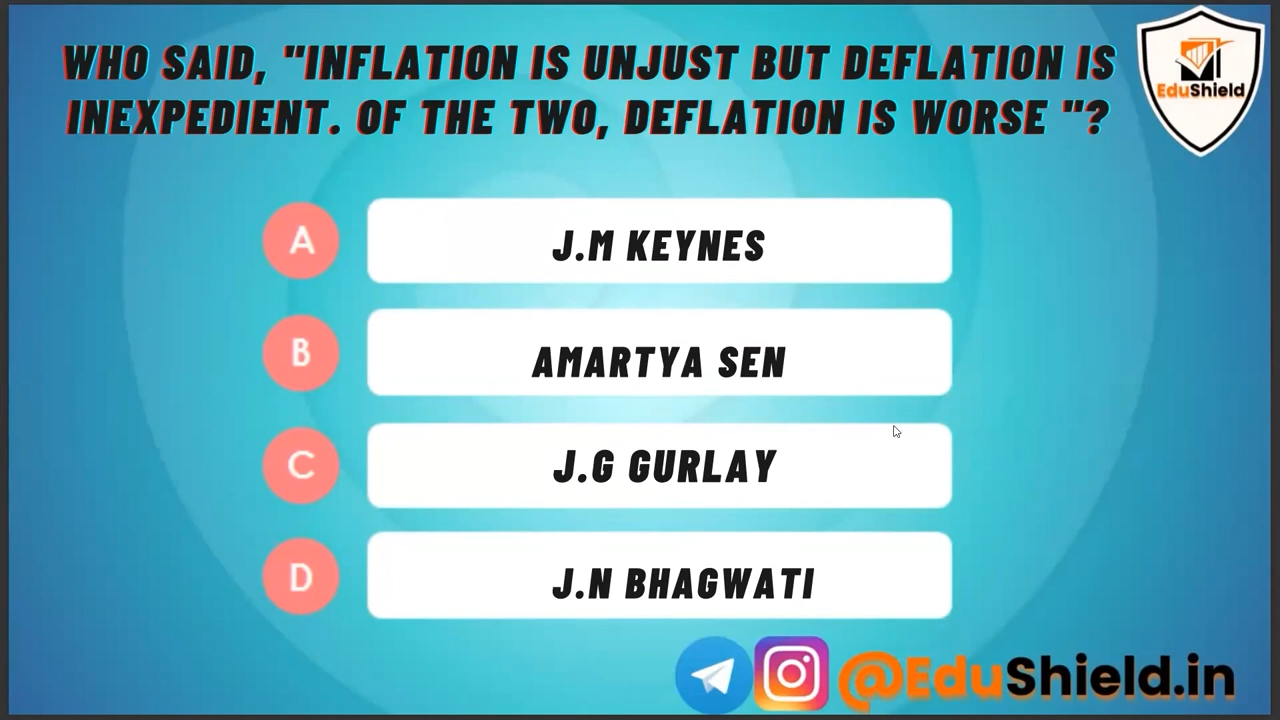 WHO SAID, "INFLATION IS UNJUST BUT DEFLATION IS
INEXPEDIENT. OF THE TWO, DEFLATION IS WORSE "?
EduShield
A
J.M KEYNES
B
AMARTYA SEN
C
J.G GURLAY
D
J.N BHAGWATI
@EduShield.in